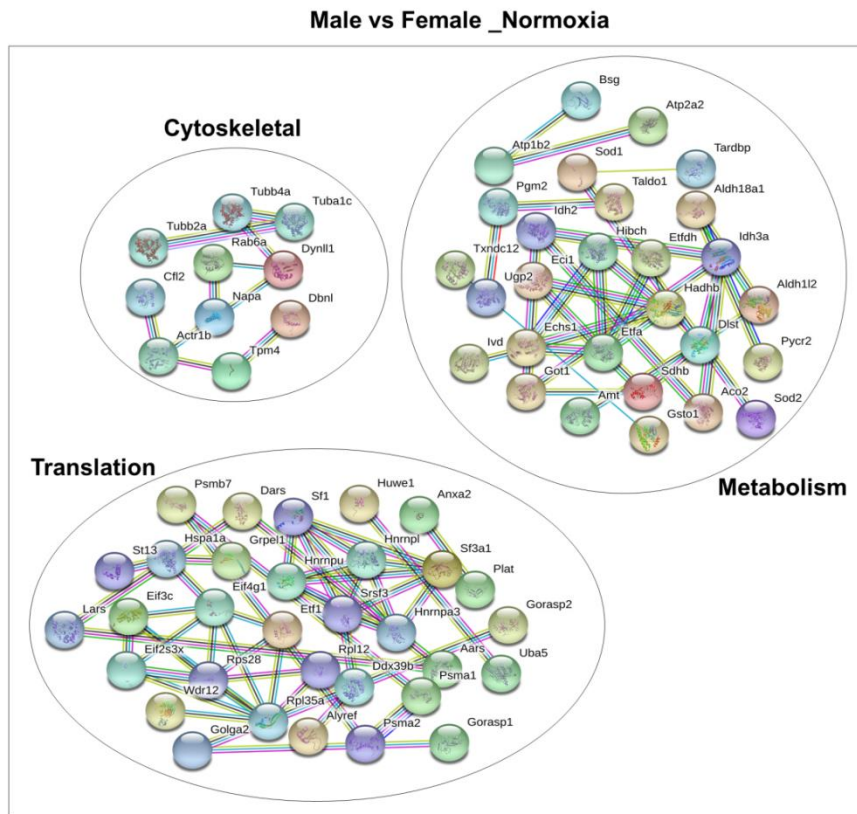 Male vs Female _Normoxia
Cytoskeletal
Tubb4a
Tuba1c
Tubb2a
Rab6a
Dynll1
Cfl2
Napa
Dbnl
Actr1b
Tpm4
Bsg
Atp2a2
Atp1b2
Sod1
Tardbp
Pgm2
Taldo1
Aldh18a1
Idh2
Hibch
Etfdh
Idh3a
Txndc12
Eci1
Ugp2
Hadhb
Aldh1l2
Echs1
Etfa
Dlst
Ivd
Pycr2
Got1
Sdhb
Aco2
Sod2
Amt
Gsto1
Metabolism
Translation
Psmb7
Dars
Sf1
Huwe1
Anxa2
St13
Hspa1a
Grpel1
Hnrnpl
Sf3a1
Hnrnpu
Plat
Eif4g1
Srsf3
Lars
Eif3c
Etf1
Hnrnpa3
Gorasp2
Eif2s3x
Rpl12
Aars
Uba5
Rps28
Ddx39b
Psma1
Wdr12
Rpl35a
Alyref
Psma2
Gorasp1
Golga2